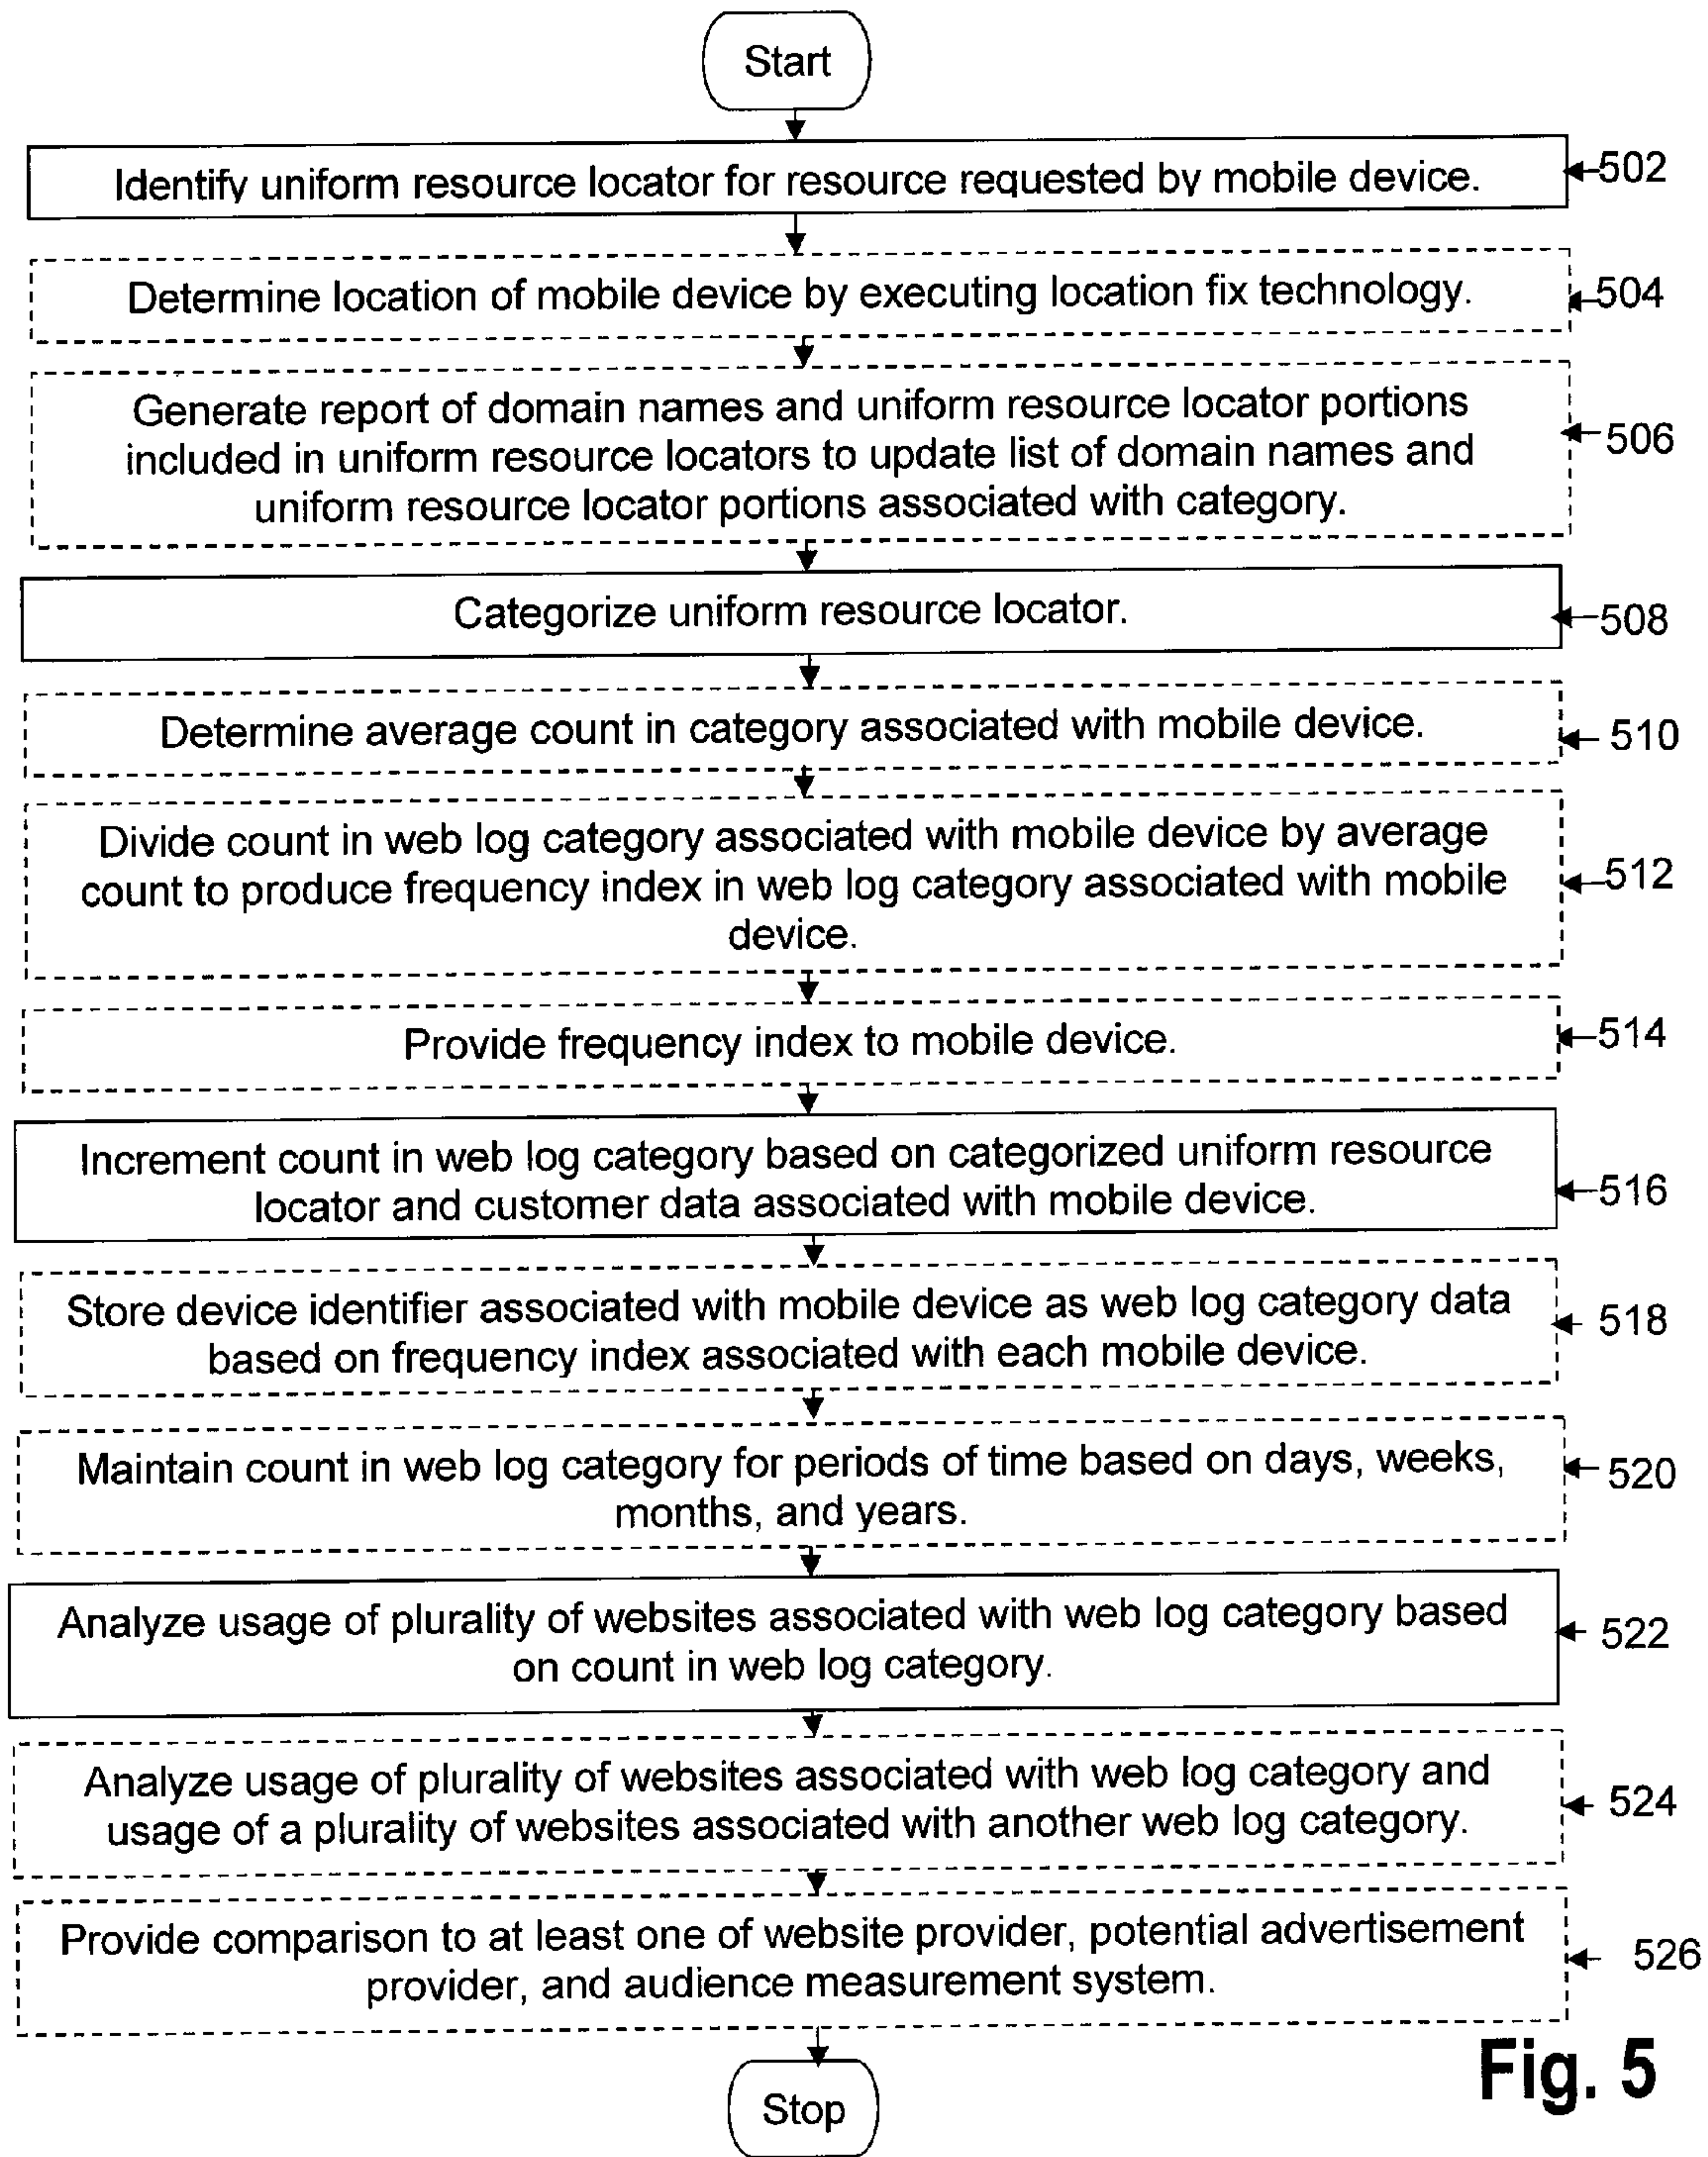 Start
Identify uniform resource locator for resource requested by mobile device.
502
Determine location of mobile device by executing location fix technology.
504
Generate report of domain names and uniform resource locator portions
included in uniform resource locators to update list of domain names and
uniform resource locator portions associated with category.
506
Categorize uniform resource locator.
508
Determine average count in category associated with mobile device.
510
Divide count in web log category associated with mobile device by average
count to produce frequency index in web log category associated with mobile
device.
512
Provide frequency index to mobile device.
514
Increment count in web log category based on categorized uniform resource
locator and customer data associated with mobile device.
516
Store device identifier associated with mobile device as web log category data
based on frequency index associated with each mobile device.
518
Maintain count in web log category for periods of time based on days, weeks,
months, and years.
520
Analyze usage of plurality of websites associated with web log category based
on count in web log category.
522
Analyze usage of plurality of websites associated with web log category and
usage of a plurality of websites associated with another web log category.
524
Provide comparison to at least one of website provider, potential advertisement
provider, and audience measurement system.
526
Stop
Fig. 5